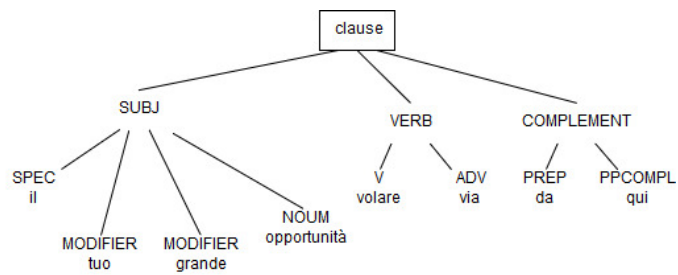 clause
SUBJ
VERB
COMPLEMENT
SPEC
il
MODIFIER
tuo
MODIFIER
grande
NOUM
opportunità
V
volare
ADV
via
PREP
da
PPCOMPL
qui